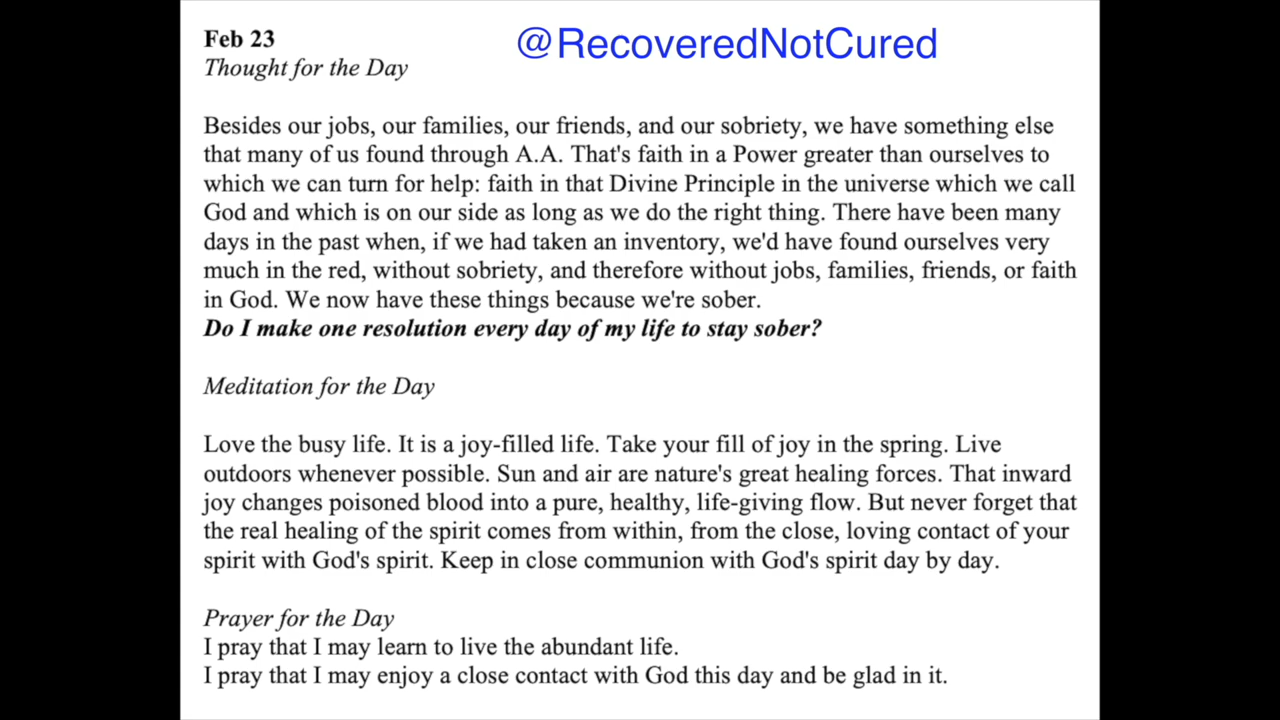 Feb 23
@RecoveredNotCured
Thought for the Day
Besides our jobs, our families, our friends, and our sobriety, we have something else
that many of us found through A.A. That's faith in a Power greater than ourselves to
which we can turn for help: faith in that Divine Principle in the universe which we call
God and which is on our side as long as we do the right thing. There have been many
days in the past when, if we had taken an inventory, we'd have found ourselves very
much in the red, without sobriety, and therefore without jobs, families, friends, or faith
in God. We now have these things because we're sober.
Do I make one resolution every day of my life to stay sober?
Meditation for the Day
Love the busy life. It is a joy-filled life. Take your fill of joy in the spring. Live
outdoors whenever possible. Sun and air are nature's great healing forces. That inward
joy changes poisoned blood into a pure, healthy, life-giving flow. But never forget that
the real healing of the spirit comes from within, from the close, loving contact of your
spirit with God's spirit. Keep in close communion with God's spirit day by day.
Prayer for the Day
I pray that I may learn to live the abundant life.
I pray that I may enjoy a close contact with God this day and be glad in it.